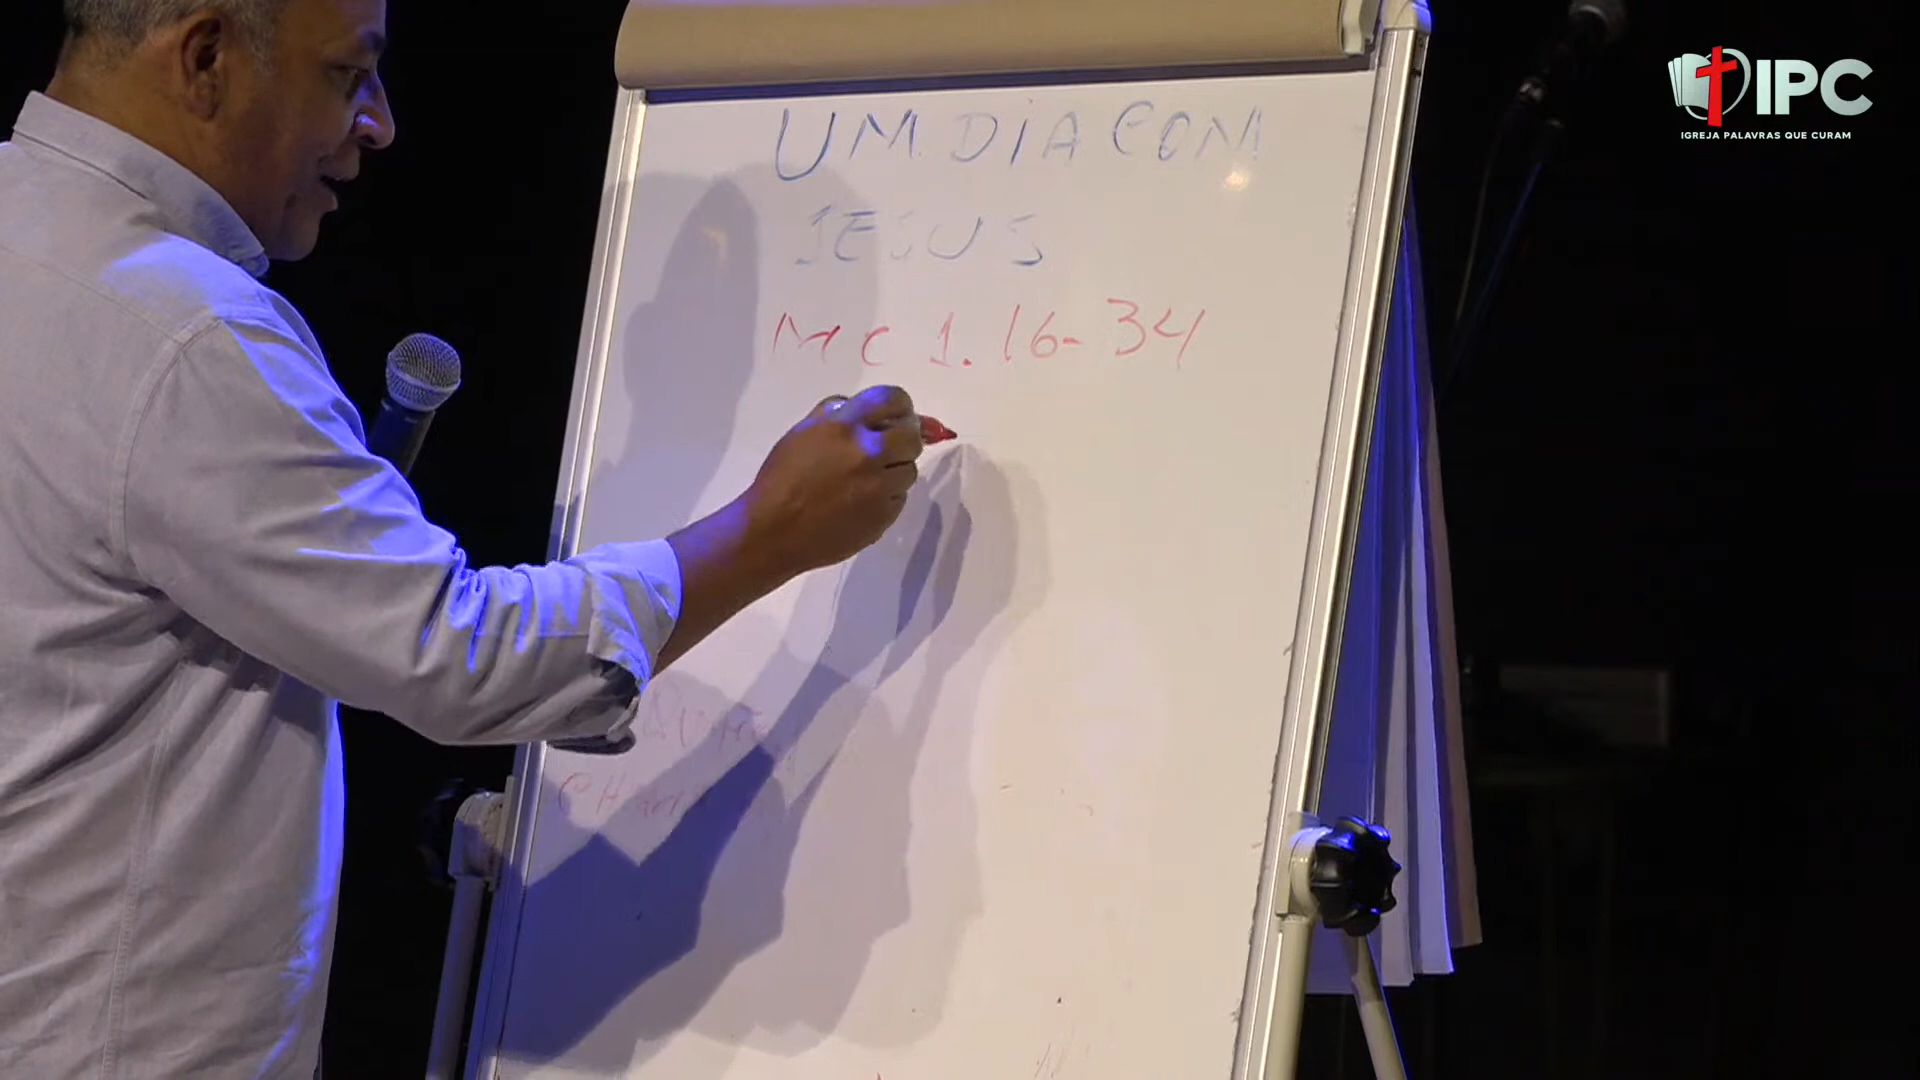 UM DIA COM
JESUS
MC 1.16-34
IPC
IGREJA PALAVRAS QUE CURAM